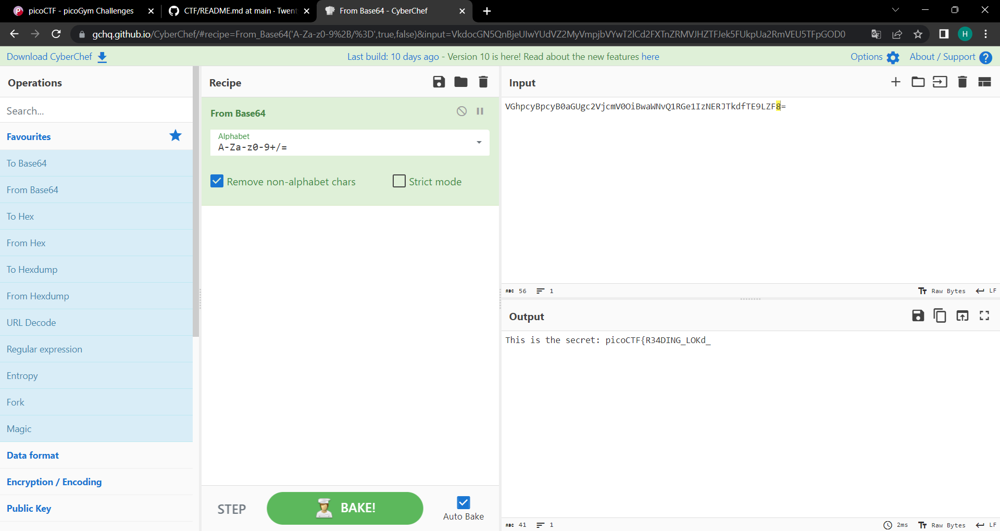 picoCTF - picoGym Challenges
CTF/README.md at main · Twent
From Base64 - CyberChef
gchq.github.io/CyberChef/#recipe=From_Base64('A-Za-z0-9%2B/%3D',true,false)&input=VkdocGN5QnBjeUIwYUdVZ2MyVmpjbVYwT2lCd2FXTnZRMVJHZTFJek5FUkpUa2RmVEU5TFpGOD0
H
Download CyberChef
Last build: 10 days ago - Version 10 is here! Read about the new features here
Options
About / Support
?
Operations
Recipe
Input
Search...
VGhpcyBpcyB0aGUgc2VjcmV0OiBwaWNvQ1RGe1IzNERJTkdfTE9LZF8=
From Base64
Favourites
Alphabet
A-Za-z0-9+/=
To Base64
Remove non-alphabet chars
Strict mode
From Base64
To Hex
From Hex
To Hexdump
ABC 56
1
Tт Raw Bytes
LF
From Hexdump
Output
URL Decode
This is the secret: picoCTF{R34DING_LOKd_
Regular expression
Entropy
Fork
Magic
Data format
Encryption / Encoding
Public Key
STEP
BAKE!
Auto Bake
ABC 41
1
2ms
Tт Raw Bytes
LF